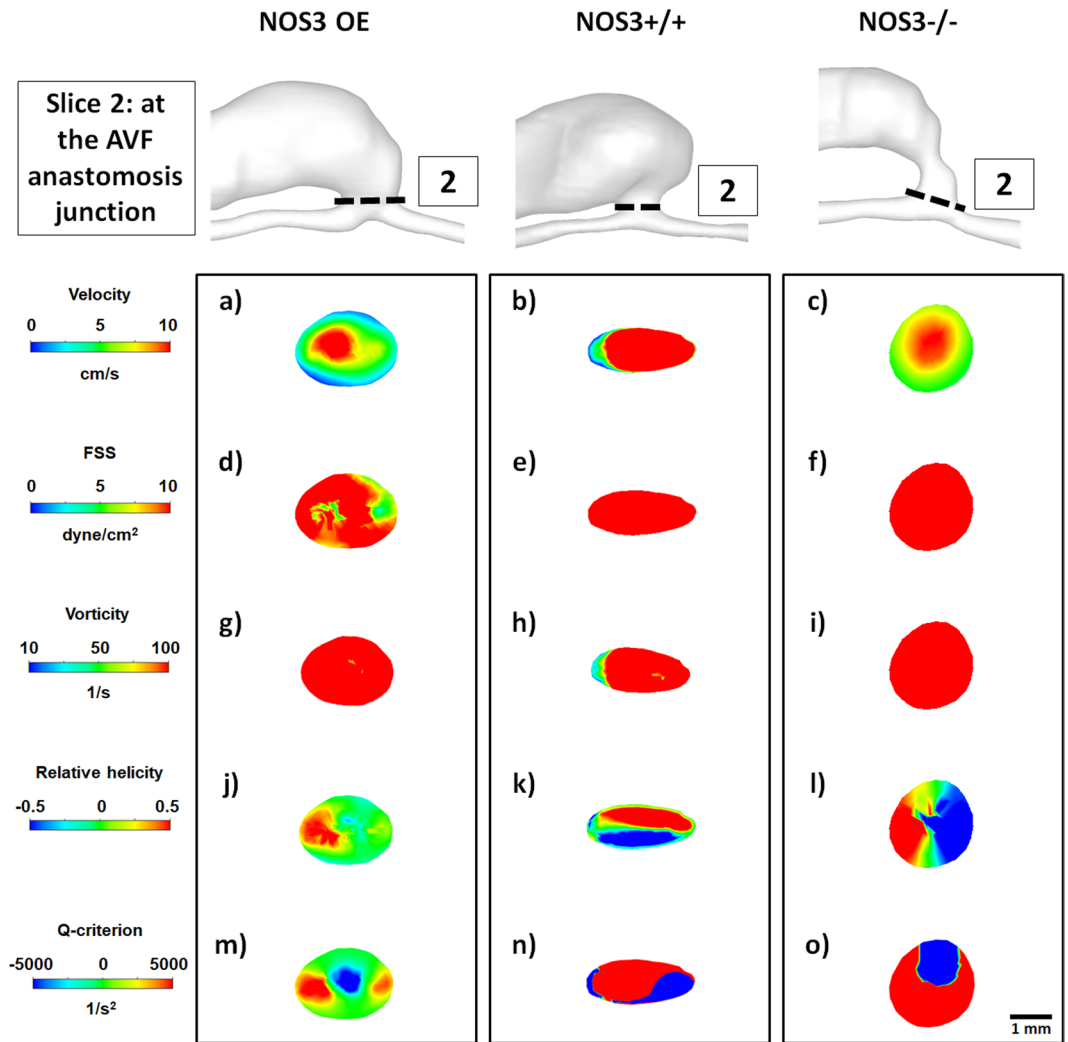 NOS3 OE
NOS3+/+
NOS3-/-
Slice 2: at
the AVF
anastomosis
junction
2
2
2
Velocity
0 5 10
cm/s
a)
b)
c)
FSS
0 5 10
dyne/cm²
d)
e)
f)
Vorticity
10 50 100
1/s
g)
h)
i)
Relative helicity
-0.5 0 0.5
j)
k)
l)
Q-criterion
-5000 0 5000
1/s²
m)
n)
o)
1 mm